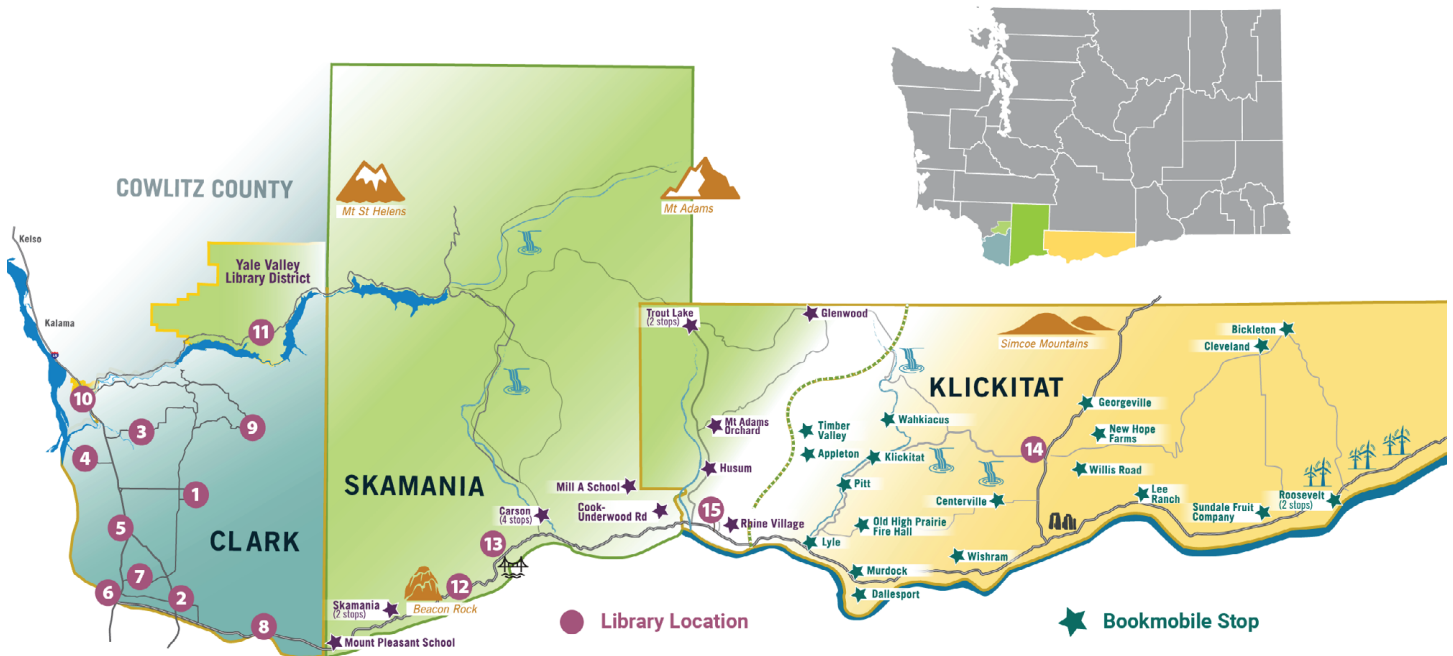 COWLITZ COUNTY
Mt St Helens
Mt Adams
Kelso
Yale Valley
Library District
Kalama
11
10
9
3
4
1
5
CLARK
7
6
2
8
SKAMANIA
Trout Lake
(2 stops)
Glenwood
Simcoe Mountains
Bickleton
Cleveland
KLICKITAT
Georgeville
Mt Adams
Orchard
Timber
Valley
Wahkiacus
New Hope
Farms
14
Appleton
Klickitat
Husum
Willis Road
Mill A School
Pitt
Cook-
Underwood Rd
Carson
(4 stops)
15
Rhine Village
Centerville
Lee
Ranch
Sundale Fruit
Company
Roosevelt
(2 stops)
Old High Prairie
Fire Hall
Lyle
13
Wishram
Murdock
Dallesport
12
Beacon Rock
Skamania
(2 stops)
Mount Pleasant School
Library Location
Bookmobile Stop